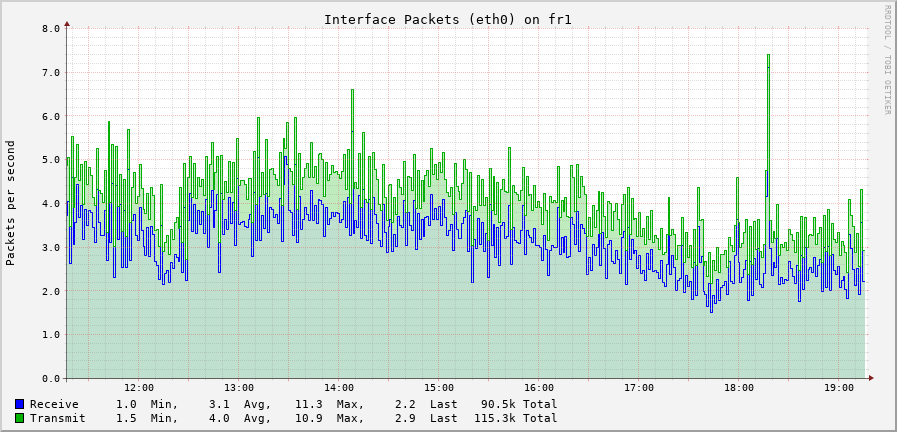 Interface Packets (eth0) on fr1
RRDTOOL / TOBI OETIKER
Packets per second
8.0
7.0
6.0
5.0
4.0
3.0
2.0
1.0
0.0
12:00 13:00 14:00 15:00 16:00 17:00 18:00 19:00
Receive 1.0 Min, 3.1 Avg, 11.3 Max, 2.2 Last 90.5k Total
Transmit 1.5 Min, 4.0 Avg, 10.9 Max, 2.9 Last 115.3k Total